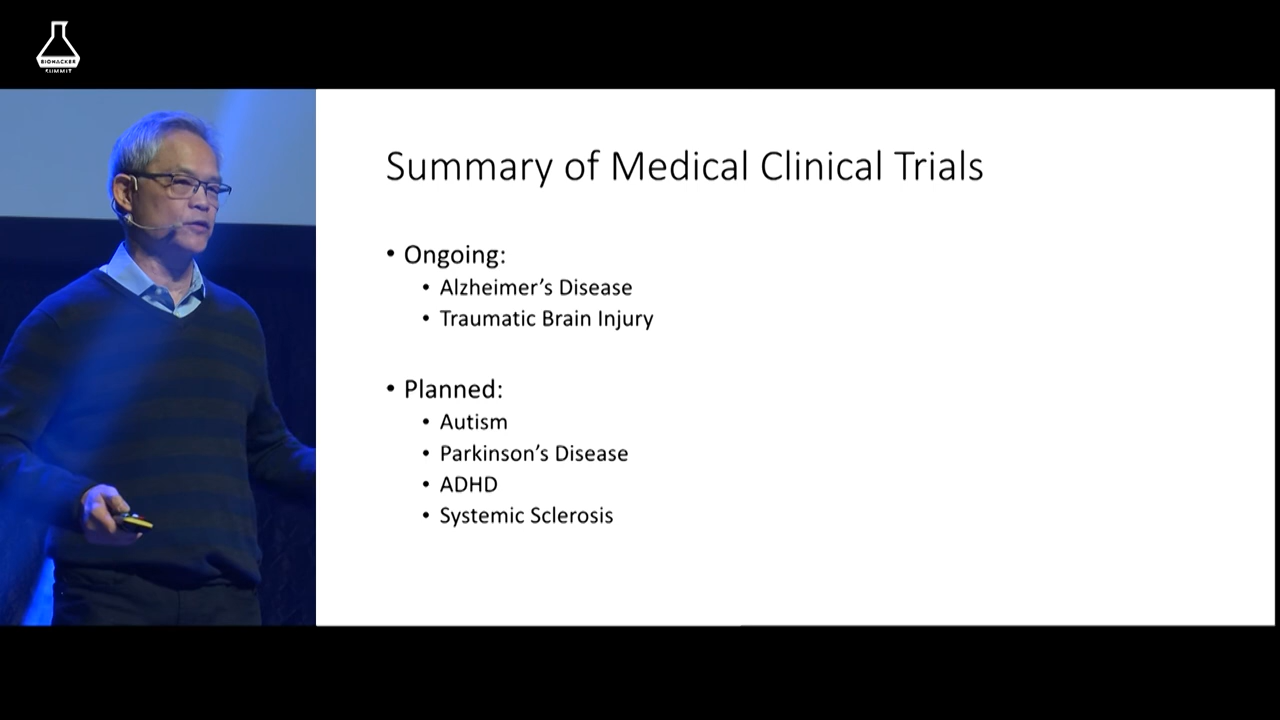 BIOHACKER
SUMMIT
Summary of Medical Clinical Trials
• Ongoing:
• Alzheimer’s Disease
• Traumatic Brain Injury
• Planned:
• Autism
• Parkinson’s Disease
• ADHD
• Systemic Sclerosis